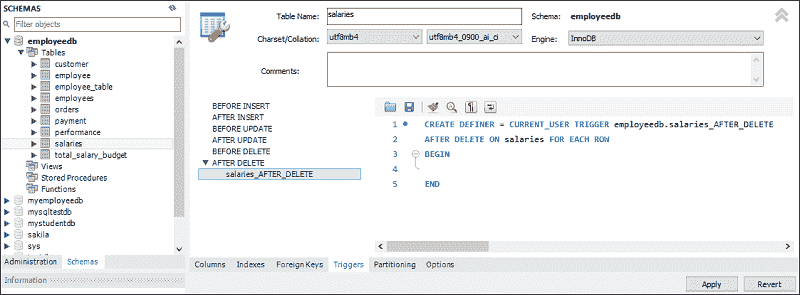 SCHEMAS
Filter objects
employeedb
Tables
customer
employee
employee_table
employees
orders
payment
performance
salaries
total_salary_budget
Views
Stored Procedures
Functions
myemployeedb
mysqltestdb
mystudentdb
sakila
sys
Administration Schemas
Information
Table Name: salaries Schema: employeedb
Charset/Collation: utf8mb4 utf8mb4_0900_ai_ci Engine: InnoDB
Comments:
BEFORE INSERT
AFTER INSERT
BEFORE UPDATE
AFTER UPDATE
BEFORE DELETE
AFTER DELETE
salaries_AFTER_DELETE
1 CREATE DEFINER = CURRENT_USER TRIGGER employeedb.salaries_AFTER_DELETE
2 AFTER DELETE ON salaries FOR EACH ROW
3 BEGIN
4
5 END
Columns Indexes Foreign Keys Triggers Partitioning Options
Apply Revert